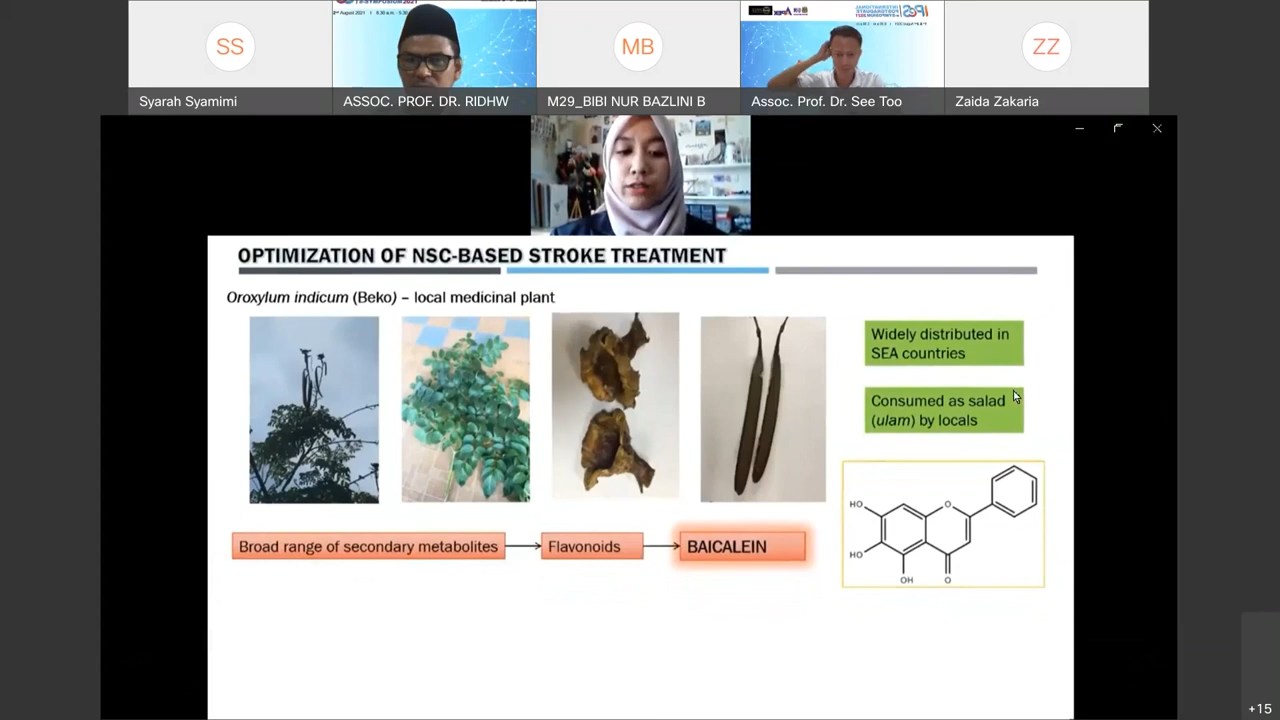 SYMPOSIUM 2021
SS
MB
ZZ
Syarah Syamimi
ASSOC. PROF. DR. RIDHW
M29_BIBI NUR BAZLINI B
Assoc. Prof. Dr. See Too
Zaida Zakaria
OPTIMIZATION OF NSC-BASED STROKE TREATMENT
Oroxylum indicum (Beko) – local medicinal plant
Widely distributed in
SEA countries
Consumed as salad
(ulam) by locals
Broad range of secondary metabolites
Flavonoids
BAICALEIN
HO
O
HO
OH
O
+15